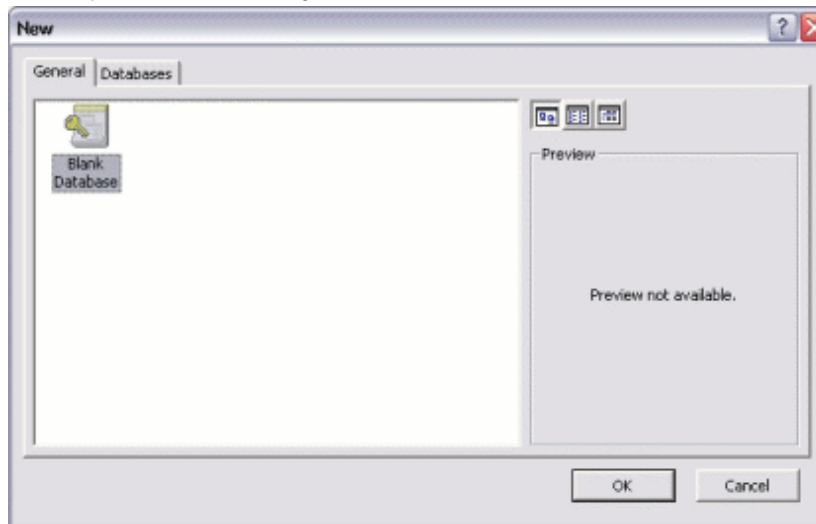 New
General Databases
Blank
Database
Preview
Preview not available.
OK Cancel